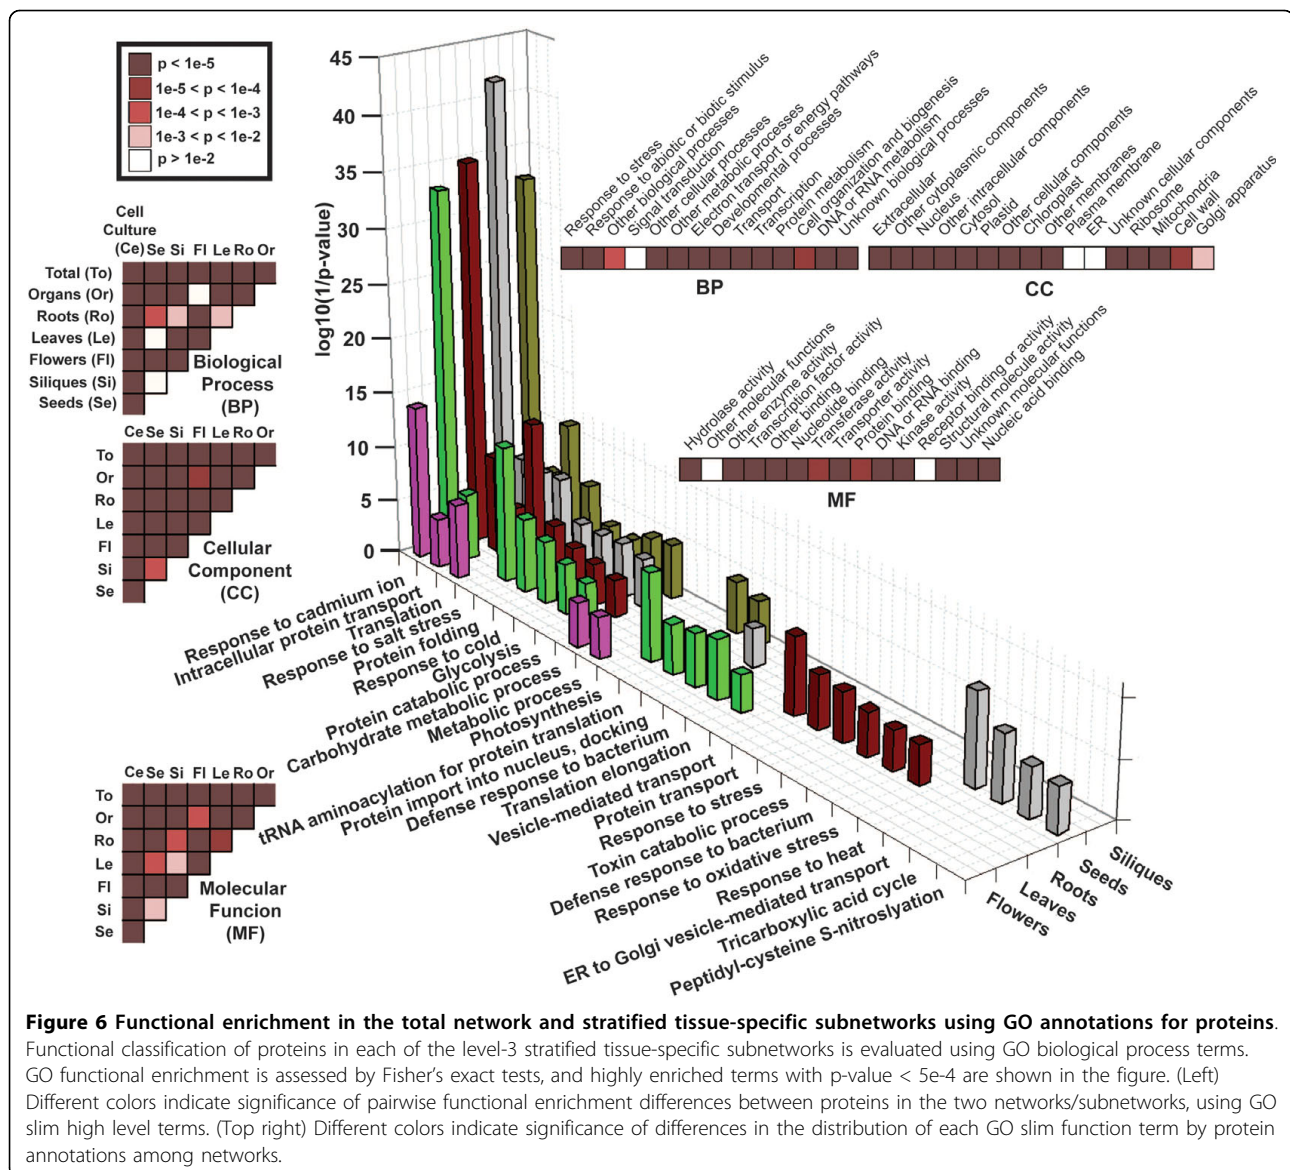 p < 1e-5
1e-5 < p < 1e-4
1e-4 < p < 1e-3
1e-3 < p < 1e-2
p > 1e-2
Cell
Culture
(Ce) Se Si Fl Le Ro Or
Total (To)
Organs (Or)
Roots (Ro)
Leaves (Le)
Flowers (Fl)
Siliques (Si)
Seeds (Se)
Biological
Process
(BP)
Ce Se Si Fl Le Ro Or
To
Or
Ro
Le
Fl
Si
Se
Cellular
Component
(CC)
Ce Se Si Fl Le Ro Or
To
Or
Ro
Le
Fl
Si
Se
Molecular
Funcion
(MF)
log10(1/p-value)
45
40
35
30
25
20
15
10
5
0
Response to cadmium ion
Intracellular protein transport
Translation
Response to salt stress
Protein folding
Response to cold
Glycolysis
Protein catabolic process
Carbohydrate metabolic process
Metabolic process
Photosynthesis
tRNA aminoacylation for protein translation
Protein import into nucleus, docking
Defense response to bacterium
Translation elongation
Vesicle-mediated transport
Protein transport
Response to stress
Toxin catabolic process
Defense response to bacterium
Response to oxidative stress
Response to heat
ER to Golgi vesicle-mediated transport
Tricarboxylic acid cycle
Peptidyl-cysteine S-nitroslyation
Flowers
Leaves
Roots
Seeds
Siliques
Response to stress
Response to abiotic or biotic stimulus
Other biological processes
Signal transduction
Other cellular processes
Other metabolic processes
Electron transport or energy pathways
Developmental processes
Transport
Transcription
Protein metabolism
Cell organization and biogenesis
DNA or RNA metabolism
Unknown biological processes
BP
Extracellular
Other cytoplasmic components
Nucleus
Other intracellular components
Cytosol
Plastid
Other cellular components
Chloroplast
Other membranes
Plasma membrane
ER
Unknown cellular components
Ribosome
Mitochondria
Cell wall
Golgi apparatus
CC
Hydrolase activity
Other molecular functions
Other enzyme activity
Transcription factor activity
Other binding
Nucleotide binding
Transferase activity
Transporter activity
Protein binding
DNA or RNA binding
Kinase activity
Receptor binding or activity
Structural molecule activity
Unknown molecular functions
Nucleic acid binding
MF
Figure 6 Functional enrichment in the total network and stratified tissue-specific subnetworks using GO annotations for proteins.
Functional classification of proteins in each of the level-3 stratified tissue-specific subnetworks is evaluated using GO biological process terms.
GO functional enrichment is assessed by Fisher's exact tests, and highly enriched terms with p-value < 5e-4 are shown in the figure. (Left)
Different colors indicate significance of pairwise functional enrichment differences between proteins in the two networks/subnetworks, using GO
slim high level terms. (Top right) Different colors indicate significance of differences in the distribution of each GO slim function term by protein
annotations among networks.